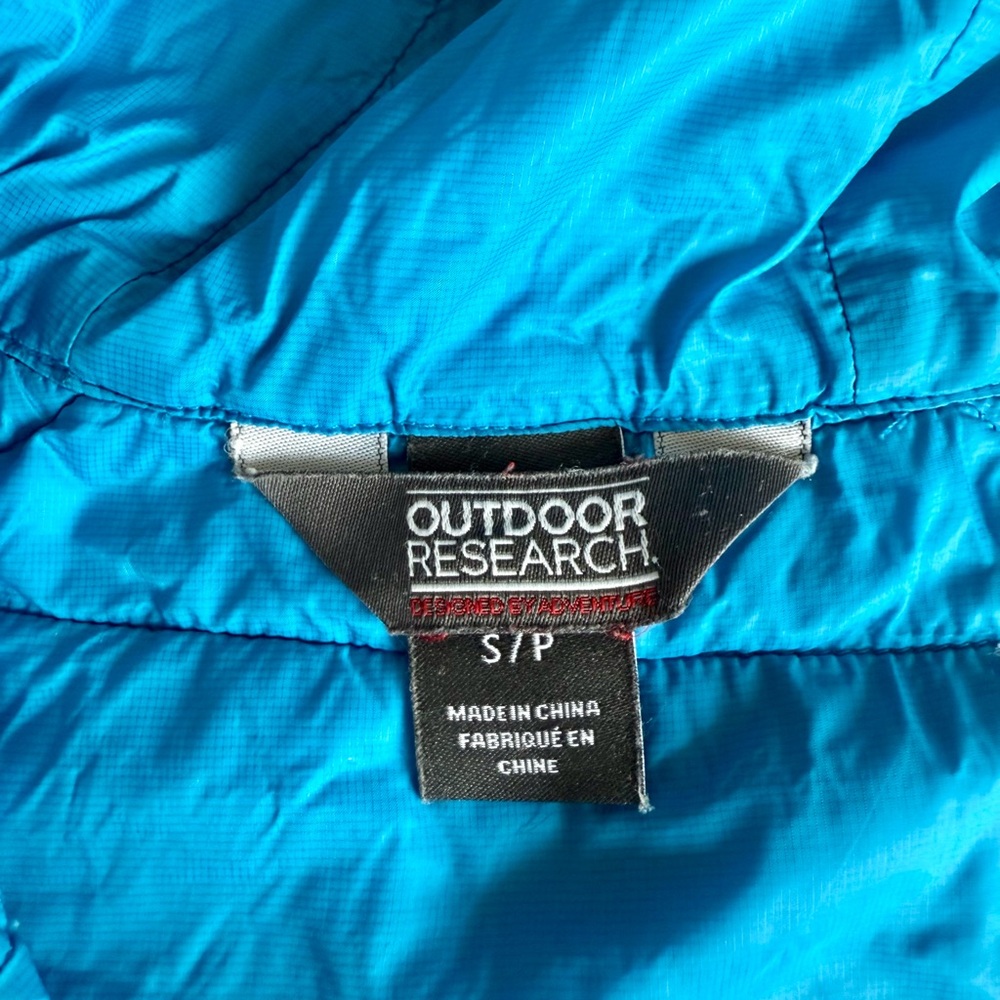 OUTDOOR
RESEARCH.
DESIGNED BY ADVENTURE
S/P
MADE IN CHINA
FABRIQUÉ EN
CHINE